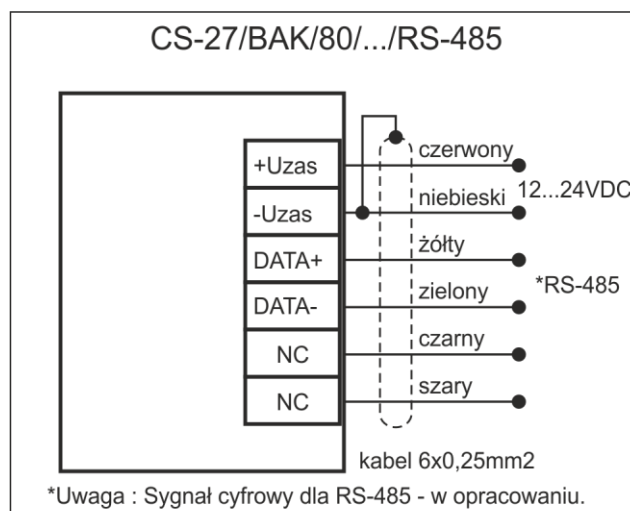 CS-27/BAK/80/.../RS-485
+Uzas
czerwony
12...24VDC
-Uzas
niebieski
DATA+
żółty
*RS-485
DATA-
zielony
NC
czarny
NC
szary
kabel 6x0,25mm2
*Uwaga : Sygnał cyfrowy dla RS-485 - w opracowaniu.